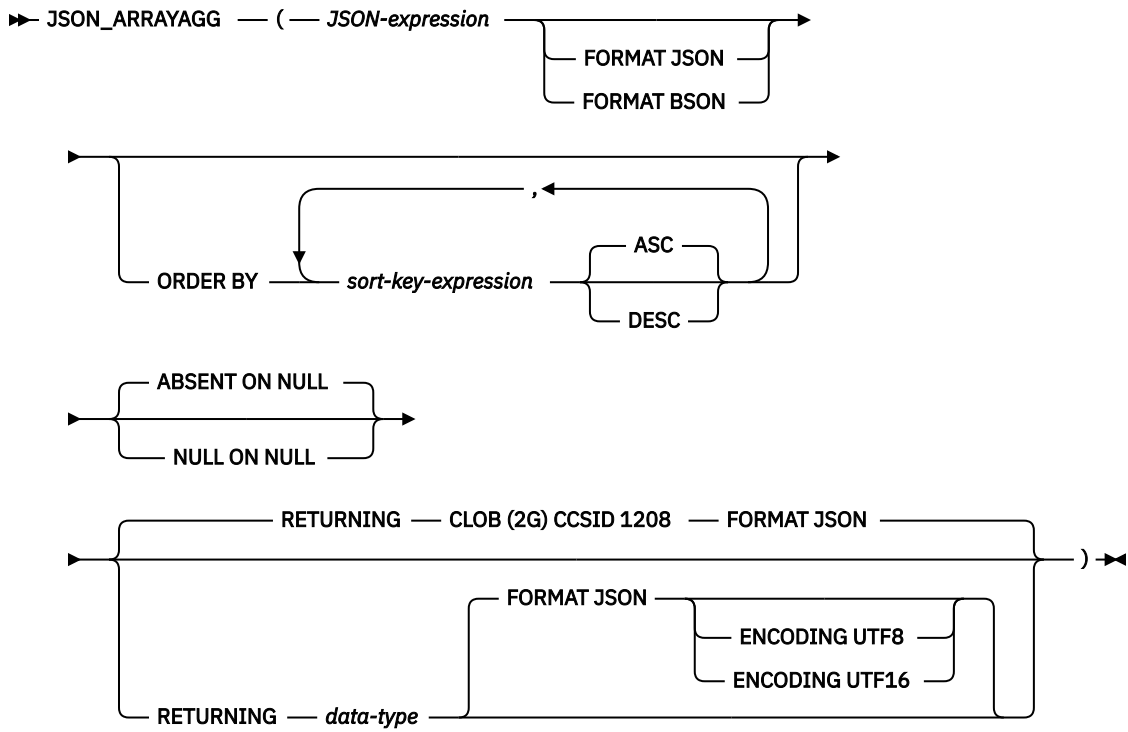 JSON_ARRAYAGG ( JSON-expression
FORMAT JSON
FORMAT BSON
,
ASC
ORDER BY sort-key-expression
DESC
ABSENT ON NULL
NULL ON NULL
RETURNING CLOB (2G) CCSID 1208 FORMAT JSON
)
FORMAT JSON
ENCODING UTF8
ENCODING UTF16
RETURNING data-type